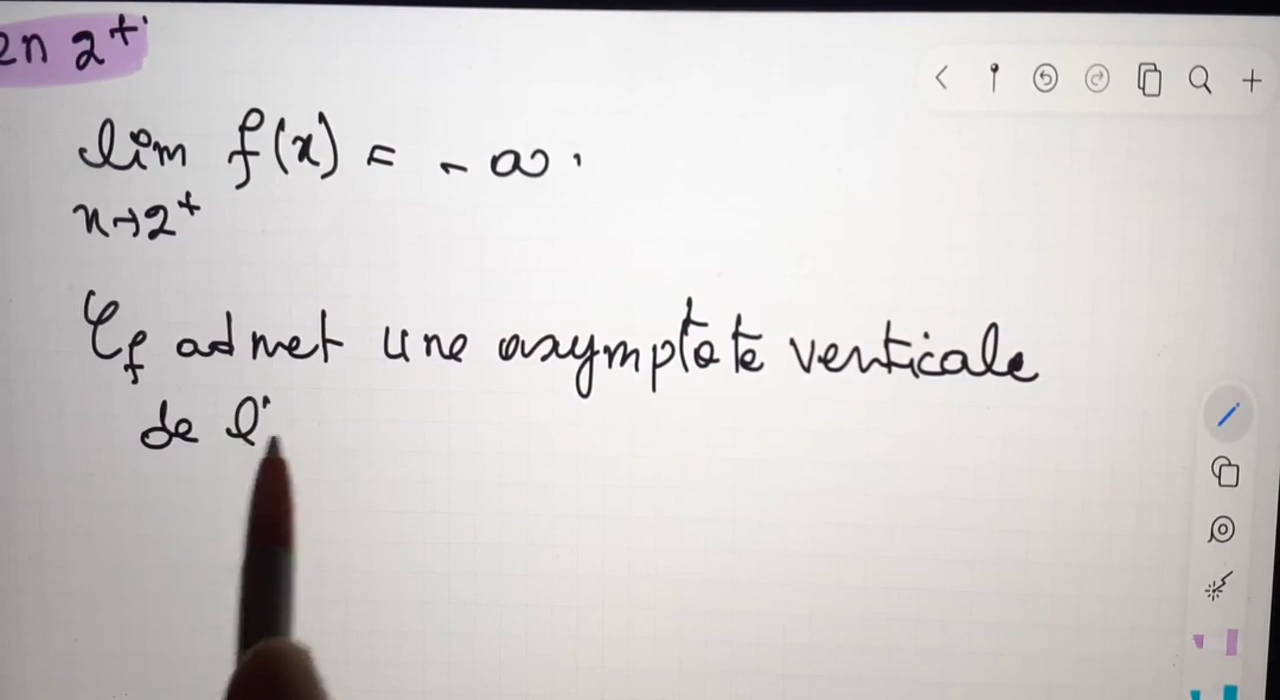 en 2⁺
lim f(x) = - ∞.
x→2⁺
𝒞f admet une asymptote verticale
de l'